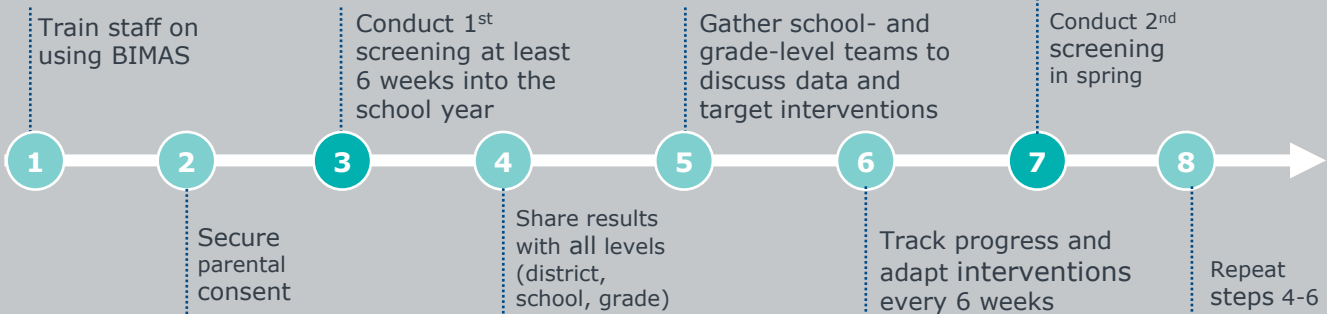 Train staff on
using BIMAS
Conduct 1st
screening at least
6 weeks into the
school year
Gather school- and
grade-level teams to
discuss data and
target interventions
Conduct 2nd
screening
in spring
1
2
3
4
5
6
7
8
Secure
parental
consent
Share results
with all levels
(district,
school, grade)
Track progress and
adapt interventions
every 6 weeks
Repeat
steps 4-6